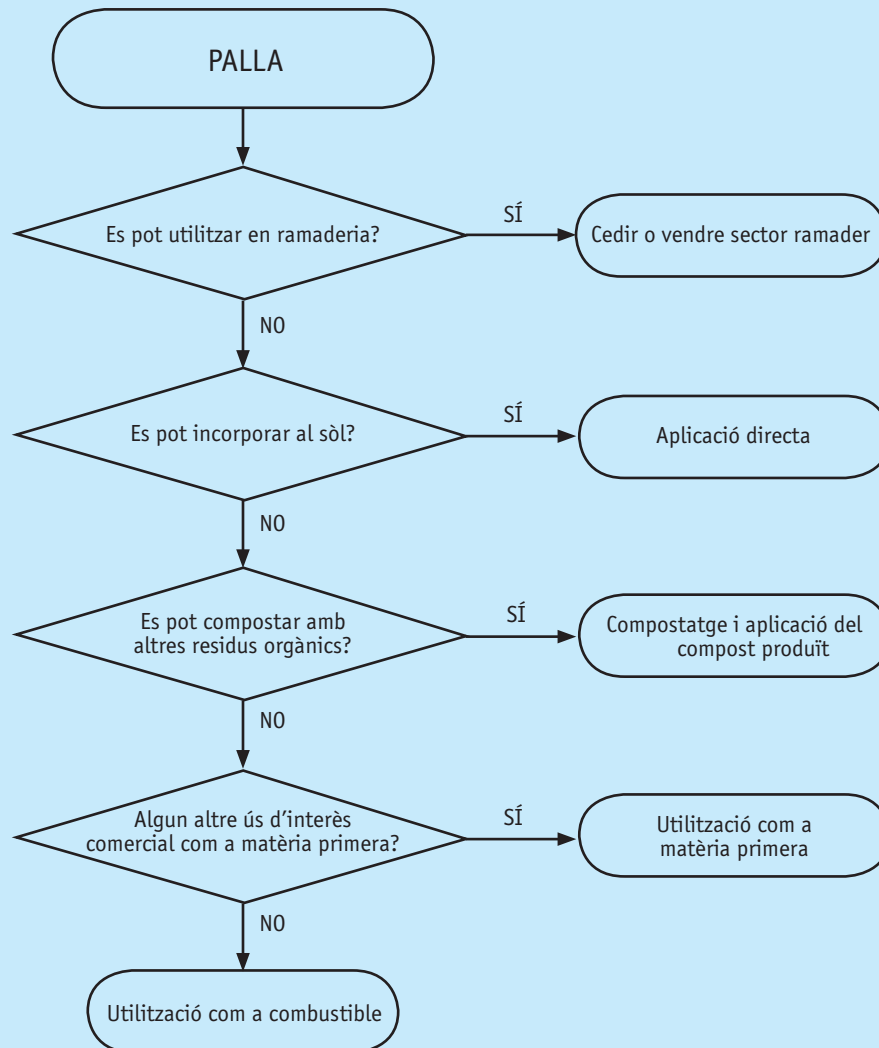 PALLA
Es pot utilitzar en ramaderia?
SÍ
Cedir o vendre sector ramader
NO
Es pot incorporar al sòl?
SÍ
Aplicació directa
NO
Es pot compostar amb
altres residus orgànics?
SÍ
Compostatge i aplicació del
compost produït
NO
Algun altre ús d'interès
comercial com a matèria primera?
SÍ
Utilització com a
matèria primera
NO
Utilització com a combustible